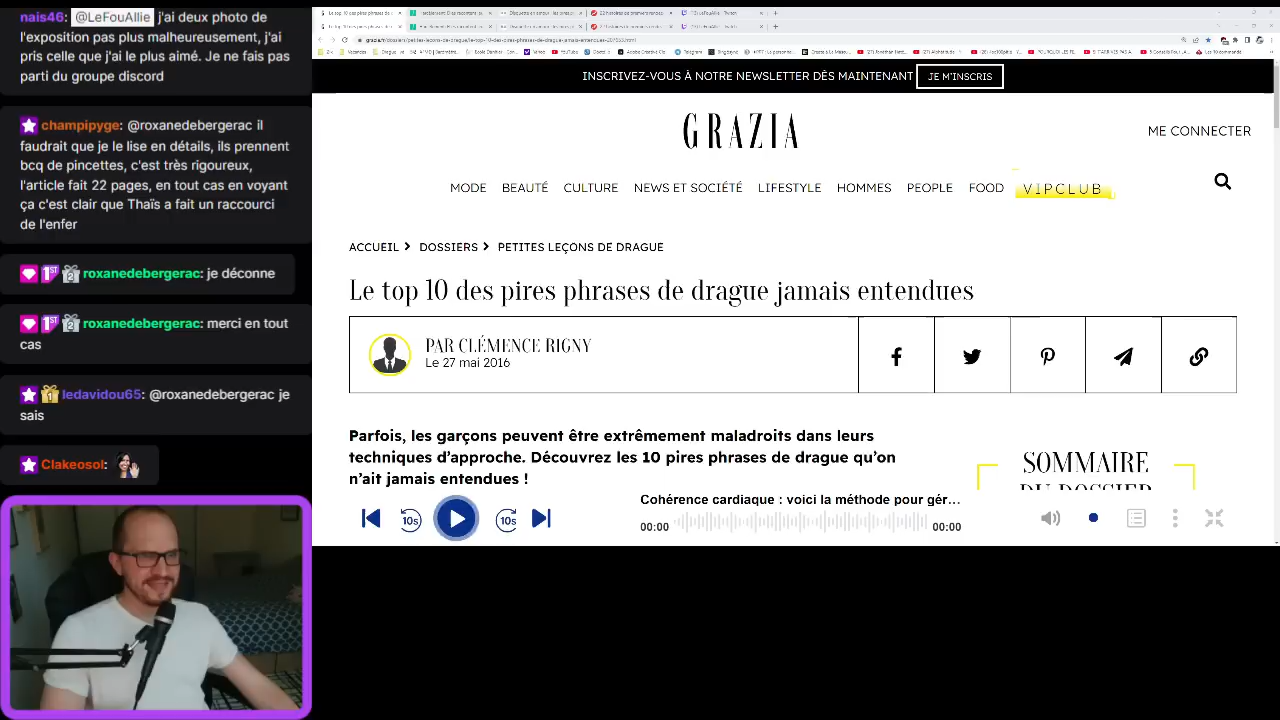 nais46: @LeFouAllie j'ai deux photo de
l'exposition pas plus malheureusement, j'ai
pris celle que j'ai le plus aimé. Je ne fais pas
parti du groupe discord
champipyge: @roxanedebergerac il
faudrait que je le lise en détails, ils prennent
bcq de pincettes, c'est très rigoureux,
l'article fait 22 pages, en tout cas en voyant
ça c'est clair que Thaïs a fait un raccourci
de l'enfer
roxanedebergerac: je déconne
roxanedebergerac: merci en tout
cas
ledavidou65: @roxanedebergerac je
sais
Clakeosol:
INSCRIVEZ-VOUS À NOTRE NEWSLETTER DÈS MAINTENANT JE M'INSCRIS
GRAZIA
ME CONNECTER
MODE BEAUTÉ CULTURE NEWS ET SOCIÉTÉ LIFESTYLE HOMMES PEOPLE FOOD VIPCLUB
ACCUEIL DOSSIERS PETITES LEÇONS DE DRAGUE
Le top 10 des pires phrases de drague jamais entendues
PAR CLÉMENCE RIGNY
Le 27 mai 2016
Parfois, les garçons peuvent être extrêmement maladroits dans leurs
techniques d'approche. Découvrez les 10 pires phrases de drague qu'on
n'ait jamais entendues !
SOMMAIRE
DU DOSSIER
Cohérence cardiaque : voici la méthode pour gér...
10s 10s
00:00 00:00